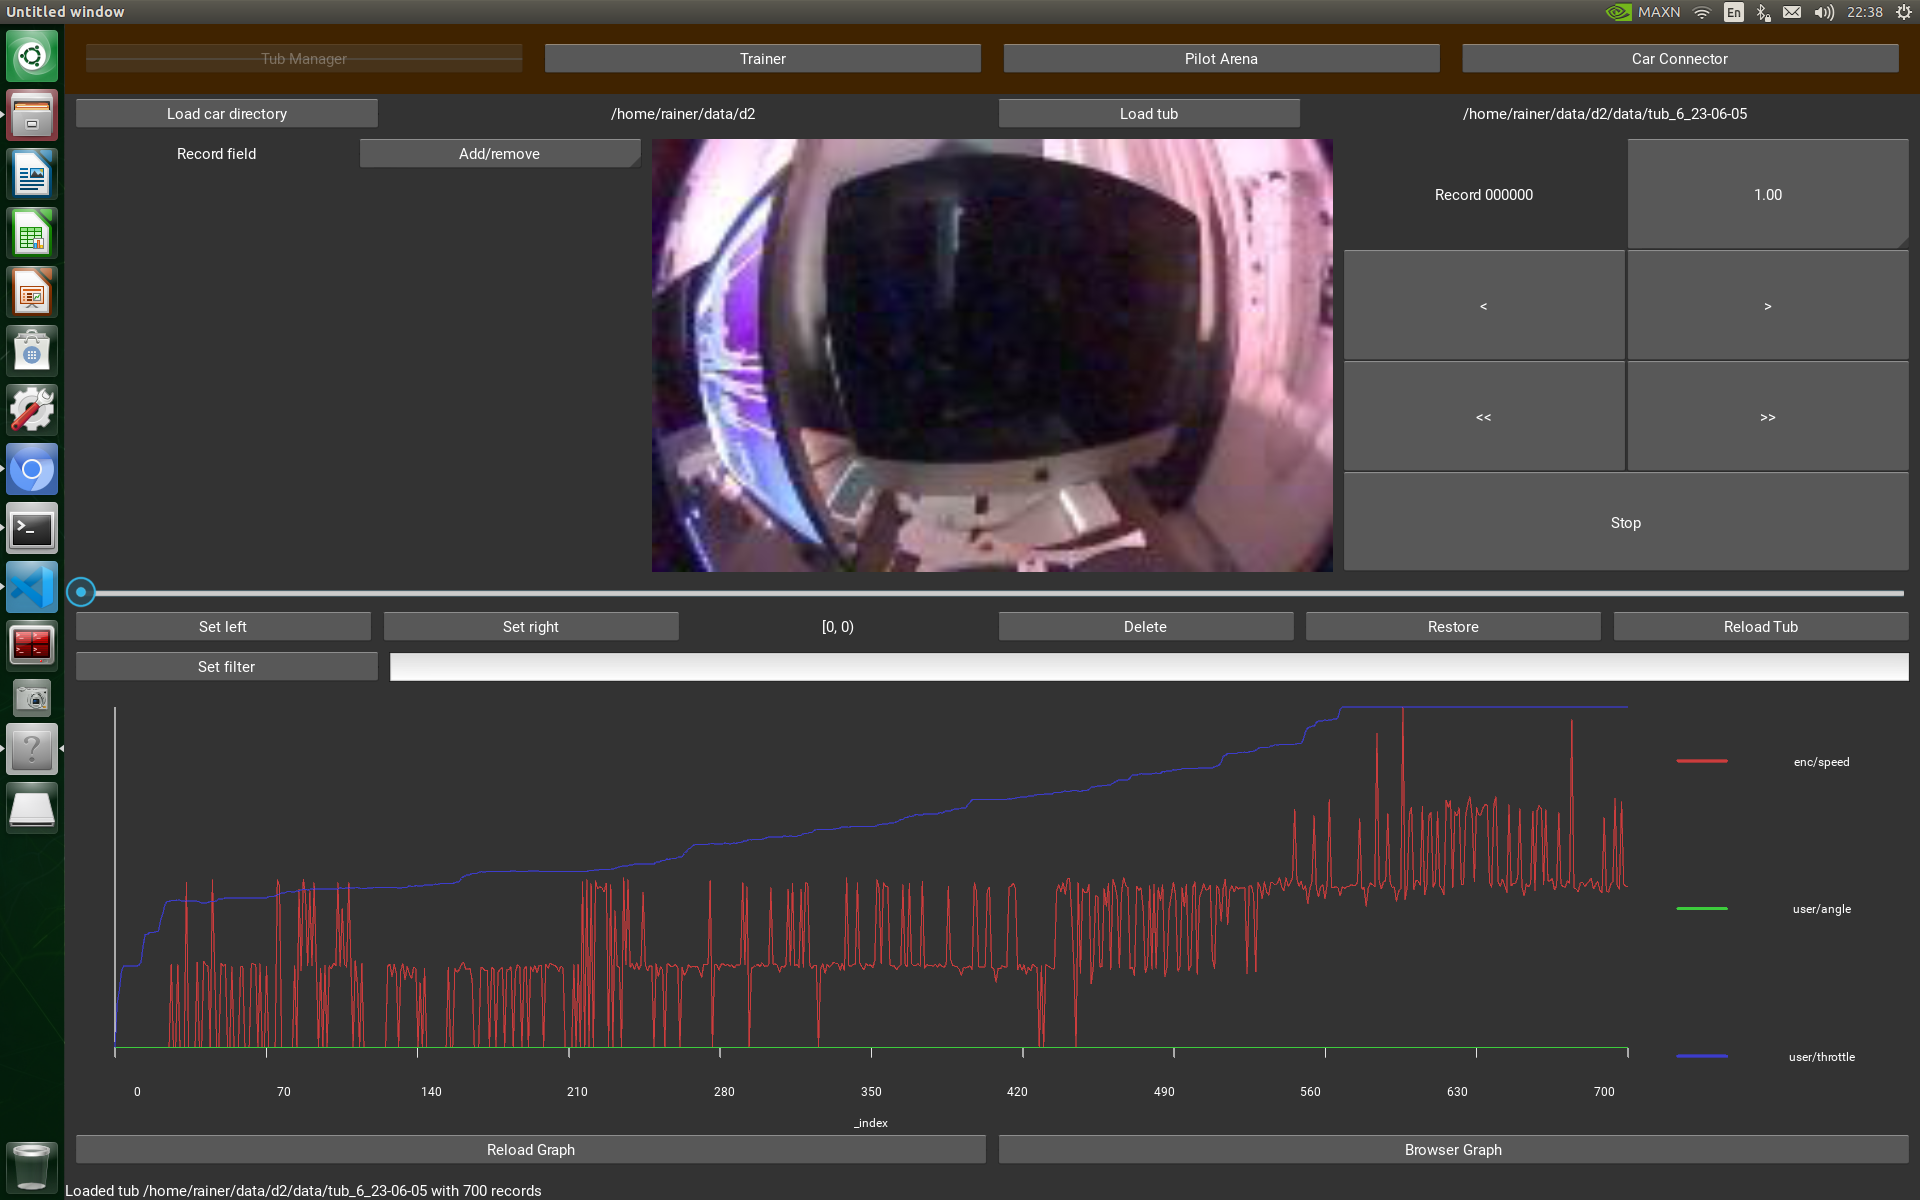 Untitled window
MAXN
En
22:38
Tub Manager
Trainer
Pilot Arena
Car Connector
Load car directory
/home/rainer/data/d2
Load tub
/home/rainer/data/d2/data/tub_6_23-06-05
Record field
Add/remove
Record 000000
1.00
<
>
<<
>>
Stop
Set left
Set right
[0, 0)
Delete
Restore
Reload Tub
Set filter
enc/speed
user/angle
user/throttle
0 70 140 210 280 350 420 490 560 630 700
_index
Reload Graph
Browser Graph
Loaded tub /home/rainer/data/d2/data/tub_6_23-06-05 with 700 records